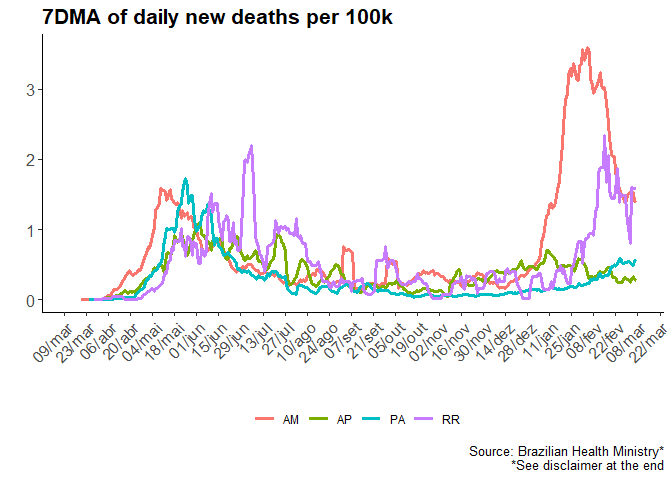 7DMA of daily new deaths per 100k
3
2
1
0
09/mar 23/mar 06/abr 20/abr 04/mai 18/mai 01/jun 15/jun 29/jun 13/jul 27/jul 10/ago 24/ago 07/set 21/set 05/out 19/out 02/nov 16/nov 30/nov 14/dez 28/dez 11/jan 25/jan 08/fev 22/fev 08/mar 22/mar
AM AP PA RR
Source: Brazilian Health Ministry*
*See disclaimer at the end